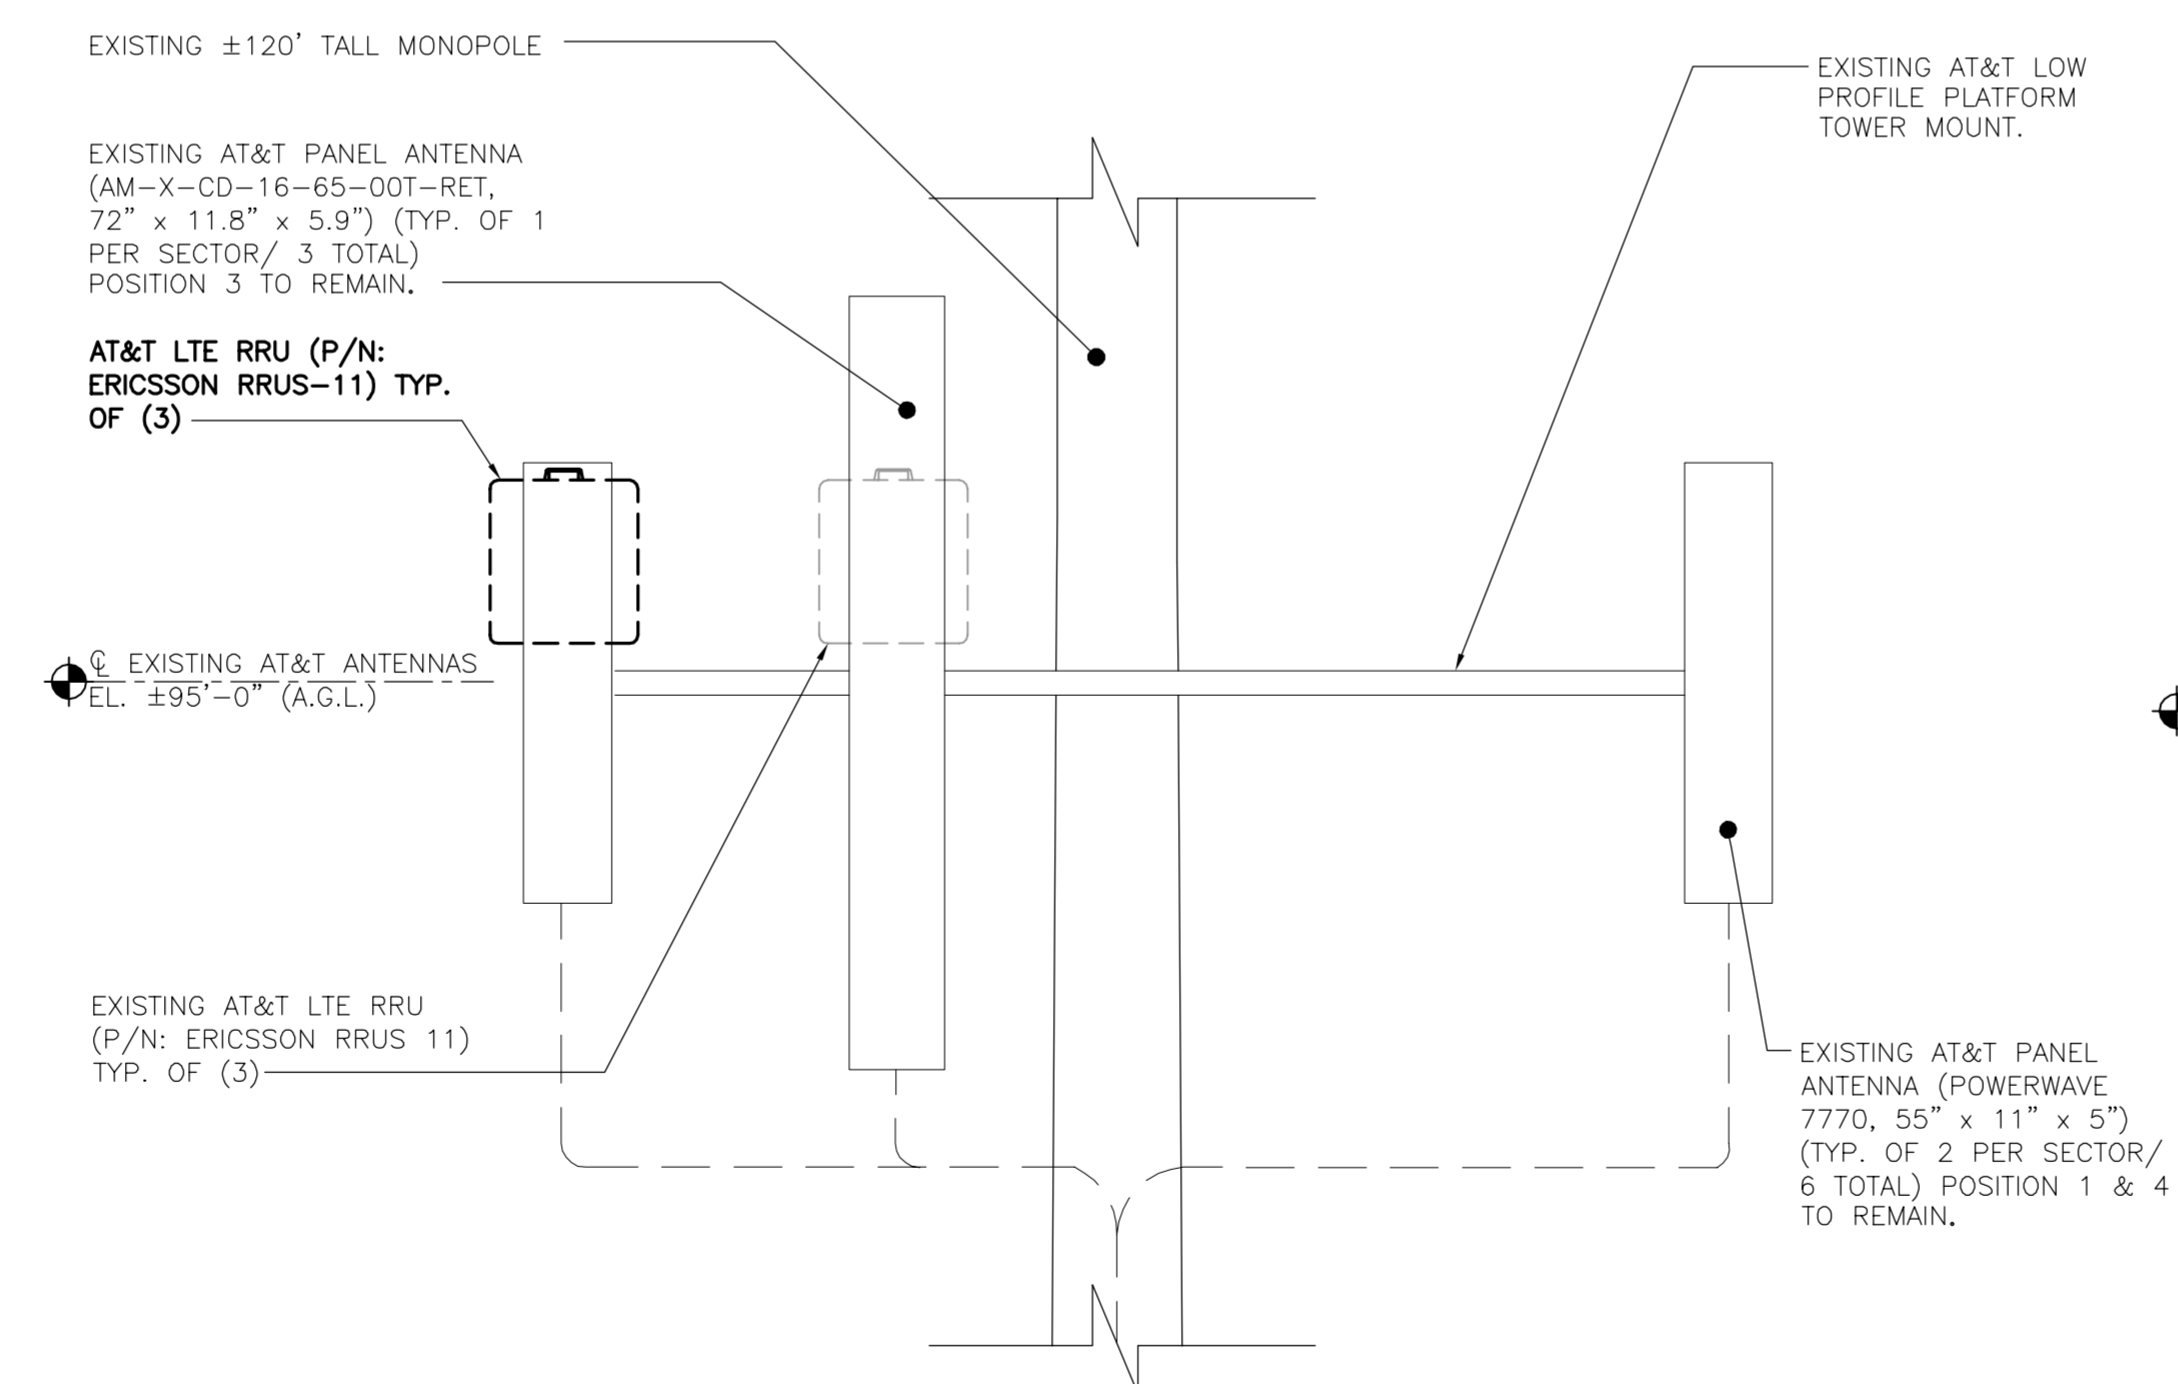 EXISTING ±120' TALL MONOPOLE
EXISTING AT&T LOW
PROFILE PLATFORM
TOWER MOUNT.
EXISTING AT&T PANEL ANTENNA
(AM-X-CD-16-65-00T-RET,
72" x 11.8" x 5.9") (TYP. OF 1
PER SECTOR/ 3 TOTAL)
POSITION 3 TO REMAIN.
AT&T LTE RRU (P/N:
ERICSSON RRUS-11) TYP.
OF (3)
℄ EXISTING AT&T ANTENNAS
EL. ±95'-0" (A.G.L.)
EXISTING AT&T LTE RRU
(P/N: ERICSSON RRUS 11)
TYP. OF (3)
EXISTING AT&T PANEL
ANTENNA (POWERWAVE
7770, 55" x 11" x 5")
(TYP. OF 2 PER SECTOR/
6 TOTAL) POSITION 1 & 4
TO REMAIN.